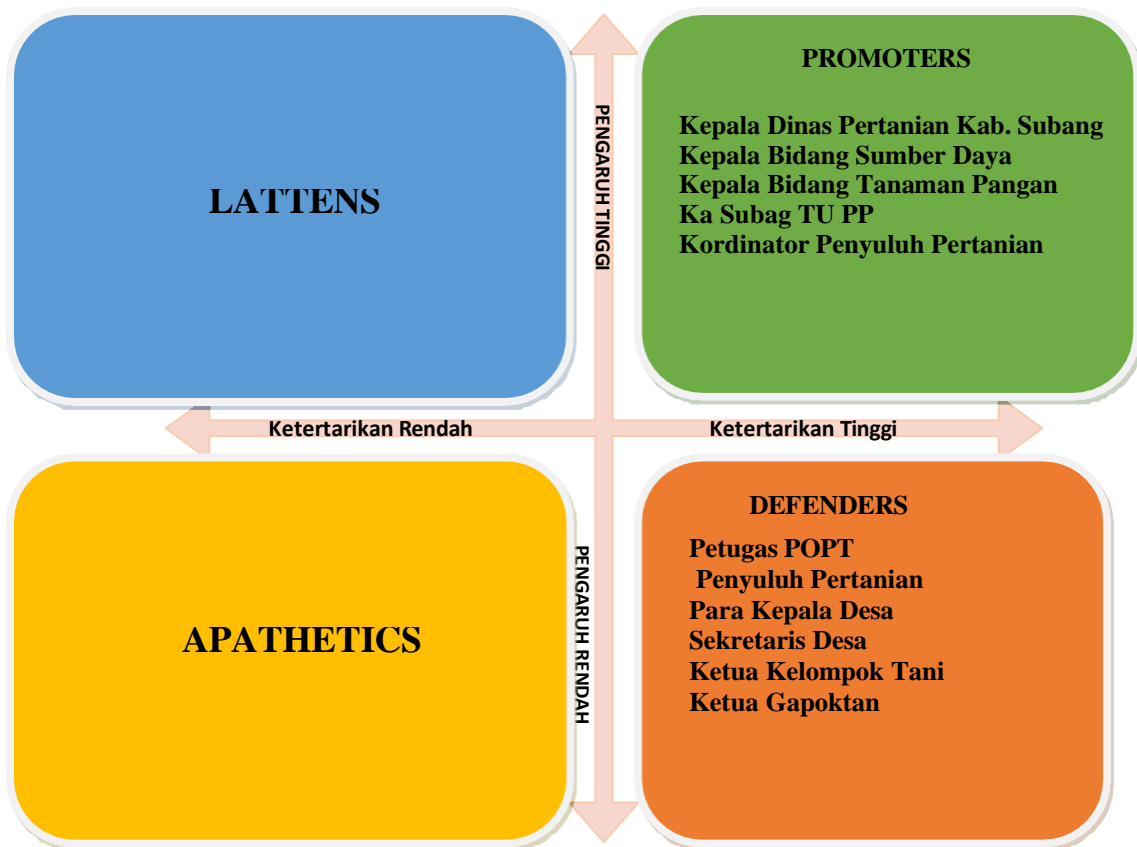 LATTENS
PENGARUH TINGGI
PROMOTERS
Kepala Dinas Pertanian Kab. Subang
Kepala Bidang Sumber Daya
Kepala Bidang Tanaman Pangan
Ka Subag TU PP
Kordinator Penyuluh Pertanian
Ketertarikan Rendah
Ketertarikan Tinggi
APATHETICS
PENGARUH RENDAH
DEFENDERS
Petugas POPT
Penyuluh Pertanian
Para Kepala Desa
Sekretaris Desa
Ketua Kelompok Tani
Ketua Gapoktan